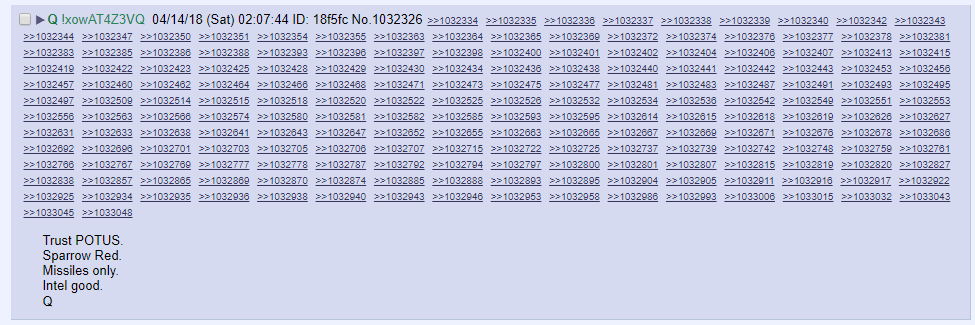 Q !xowAT4Z3VQ 04/14/18 (Sat) 02:07:44 ID: 18f5fc No.1032326 >>1032334 >>1032335 >>1032336 >>1032337 >>1032338 >>1032339 >>1032340 >>1032342 >>1032343
>>1032344 >>1032347 >>1032350 >>1032351 >>1032354 >>1032355 >>1032363 >>1032364 >>1032365 >>1032369 >>1032372 >>1032374 >>1032376 >>1032377 >>1032378 >>1032381
>>1032383 >>1032385 >>1032386 >>1032388 >>1032393 >>1032396 >>1032397 >>1032398 >>1032400 >>1032401 >>1032402 >>1032404 >>1032406 >>1032407 >>1032413 >>1032415
>>1032419 >>1032422 >>1032423 >>1032425 >>1032428 >>1032429 >>1032430 >>1032434 >>1032436 >>1032438 >>1032440 >>1032441 >>1032442 >>1032443 >>1032453 >>1032456
>>1032457 >>1032460 >>1032462 >>1032464 >>1032466 >>1032468 >>1032471 >>1032473 >>1032475 >>1032477 >>1032481 >>1032483 >>1032487 >>1032491 >>1032493 >>1032495
>>1032497 >>1032509 >>1032514 >>1032515 >>1032518 >>1032520 >>1032522 >>1032525 >>1032526 >>1032532 >>1032534 >>1032536 >>1032542 >>1032549 >>1032551 >>1032553
>>1032556 >>1032563 >>1032566 >>1032574 >>1032580 >>1032581 >>1032582 >>1032585 >>1032593 >>1032595 >>1032614 >>1032615 >>1032618 >>1032619 >>1032626 >>1032627
>>1032631 >>1032633 >>1032638 >>1032641 >>1032643 >>1032647 >>1032652 >>1032658 >>1032663 >>1032665 >>1032667 >>1032669 >>1032671 >>1032676 >>1032678 >>1032686
>>1032692 >>1032696 >>1032701 >>1032703 >>1032705 >>1032706 >>1032707 >>1032715 >>1032722 >>1032725 >>1032737 >>1032739 >>1032742 >>1032748 >>1032759 >>1032761
>>1032766 >>1032767 >>1032769 >>1032777 >>1032778 >>1032787 >>1032792 >>1032794 >>1032797 >>1032800 >>1032801 >>1032807 >>1032815 >>1032819 >>1032820 >>1032827
>>1032838 >>1032857 >>1032865 >>1032869 >>1032870 >>1032874 >>1032885 >>1032888 >>1032893 >>1032895 >>1032904 >>1032905 >>1032911 >>1032916 >>1032917 >>1032922
>>1032925 >>1032934 >>1032935 >>1032936 >>1032938 >>1032940 >>1032943 >>1032946 >>1032953 >>1032958 >>1032986 >>1032993 >>1033006 >>1033015 >>1033032 >>1033043
>>1033045 >>1033048
Trust POTUS.
Sparrow Red.
Missiles only.
Intel good.
Q